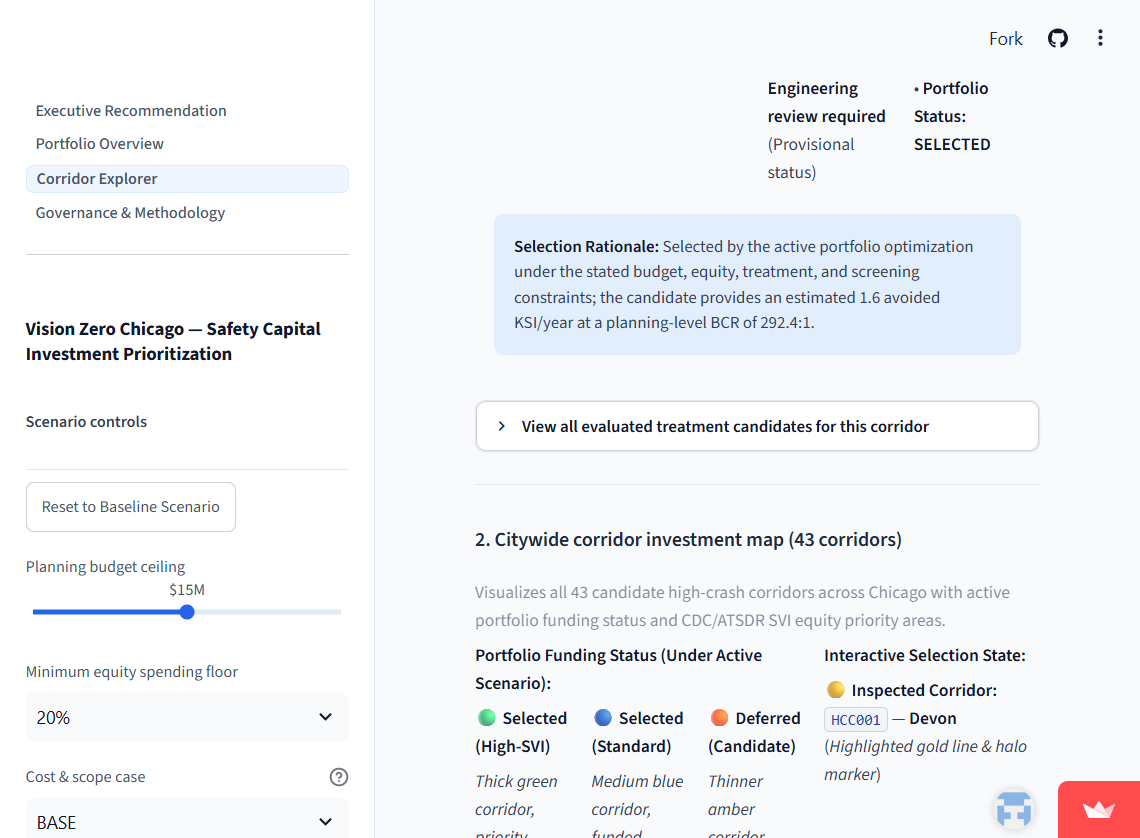 Fork
Executive Recommendation
Portfolio Overview
Corridor Explorer
Governance & Methodology
Vision Zero Chicago — Safety Capital
Investment Prioritization
Scenario controls
Reset to Baseline Scenario
Planning budget ceiling
$15M
Minimum equity spending floor
20%
Cost & scope case
BASE
Engineering
review required
(Provisional
status)
• Portfolio
Status:
SELECTED
Selection Rationale: Selected by the active portfolio optimization
under the stated budget, equity, treatment, and screening
constraints; the candidate provides an estimated 1.6 avoided
KSI/year at a planning-level BCR of 292.4:1.
View all evaluated treatment candidates for this corridor
2. Citywide corridor investment map (43 corridors)
Visualizes all 43 candidate high-crash corridors across Chicago with active
portfolio funding status and CDC/ATSDR SVI equity priority areas.
Portfolio Funding Status (Under Active
Scenario):
Selected
(High-SVI)
Thick green
corridor,
priority
Selected
(Standard)
Medium blue
corridor,
funded
Deferred
(Candidate)
Thinner
amber
corridor
Interactive Selection State:
Inspected Corridor:
HCC001 — Devon
(Highlighted gold line & halo
marker)